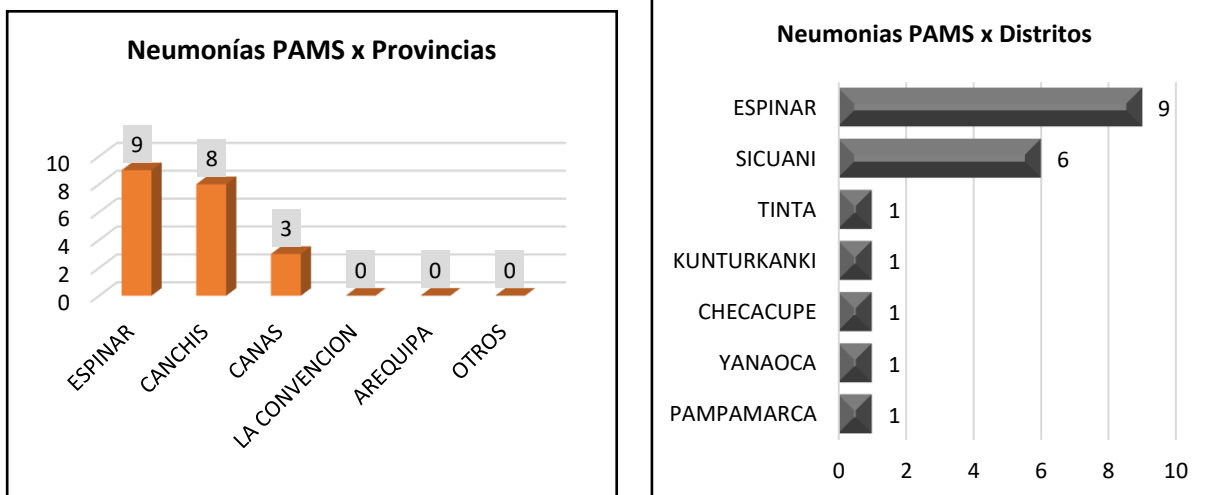 Neumonías PAMS x Provincias
10
8
6
4
2
0
9
8
3
0
0
0
ESPINAR
CANCHIS
CANAS
LA CONVENCION
AREQUIPA
OTROS
Neumonias PAMS x Distritos
ESPINAR 9
SICUANI 6
TINTA 1
KUNTURKANKI 1
CHECACUPE 1
YANAOCA 1
PAMPAMARCA 1
0 2 4 6 8 10